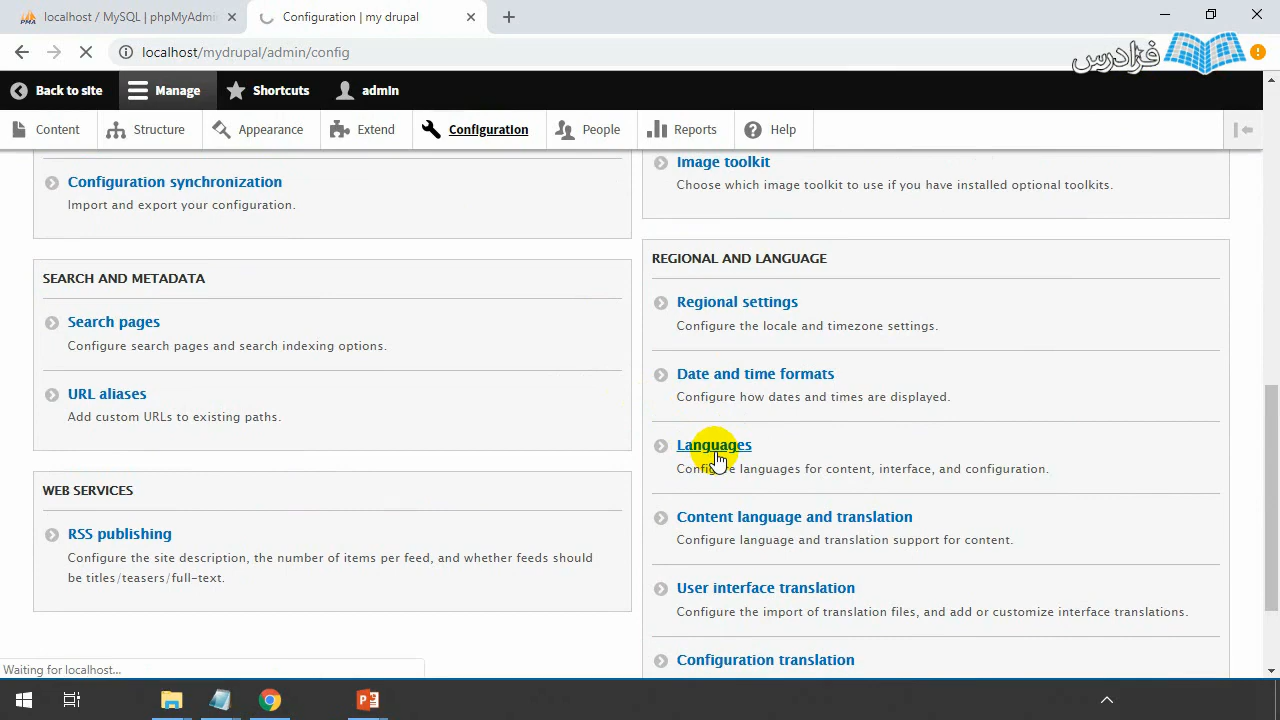 localhost / MySQL | phpMyAdmin
Configuration | my drupal
localhost/mydrupal/admin/config
فرادرس
Back to site
Manage
Shortcuts
admin
Content
Structure
Appearance
Extend
Configuration
People
Reports
Help
Configuration synchronization
Import and export your configuration.
SEARCH AND METADATA
Search pages
Configure search pages and search indexing options.
URL aliases
Add custom URLs to existing paths.
WEB SERVICES
RSS publishing
Configure the site description, the number of items per feed, and whether feeds should
be titles/teasers/full-text.
Image toolkit
Choose which image toolkit to use if you have installed optional toolkits.
REGIONAL AND LANGUAGE
Regional settings
Configure the locale and timezone settings.
Date and time formats
Configure how dates and times are displayed.
Languages
Configure languages for content, interface, and configuration.
Content language and translation
Configure language and translation support for content.
User interface translation
Configure the import of translation files, and add or customize interface translations.
Configuration translation
Waiting for localhost...